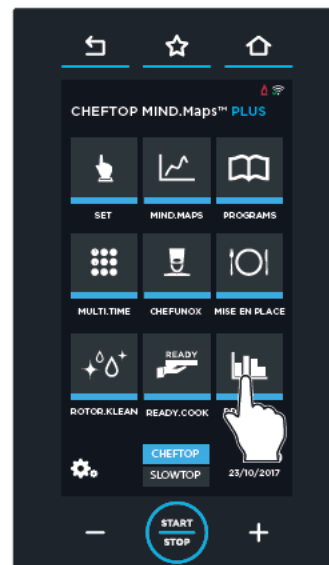 CHEFTOP MIND.Maps™ PLUS
SET MIND.MAPS PROGRAMS
MULTI.TIME CHEFUNOX MISE EN PLACE
READY
ROTOR.KLEAN READY.COOK
CHEFTOP
SLOWTOP 23/10/2017
START
STOP